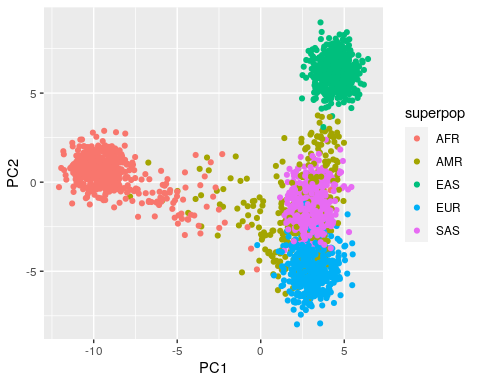 PC2
5
0
-5
-10
-5
0
5
PC1
superpop
AFR
AMR
EAS
EUR
SAS